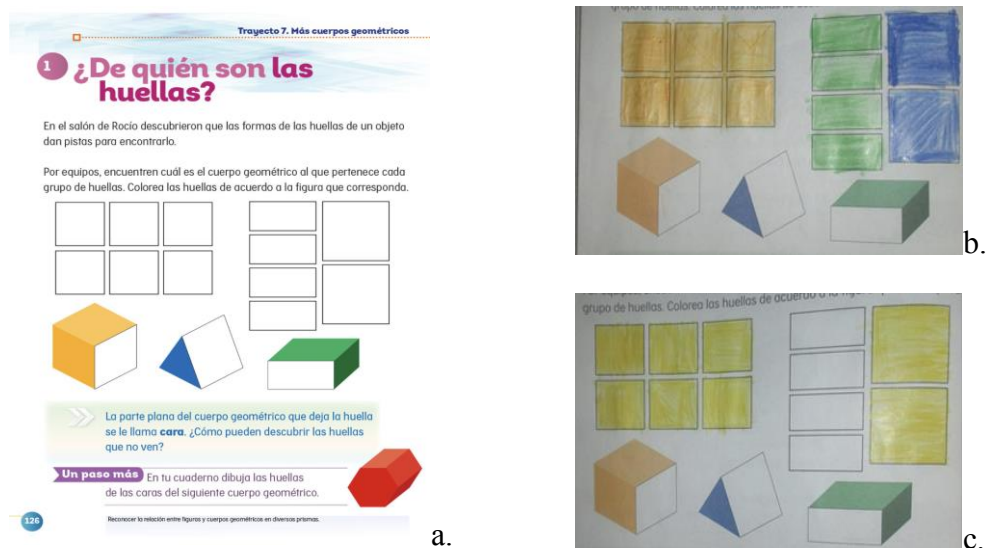 Trayecto 7. Más cuerpos geométricos
1 ¿De quién son las
huellas?
En el salón de Rocío descubrieron que las formas de las huellas de un objeto
dan pistas para encontrarlo.
Por equipos, encuentren cuál es el cuerpo geométrico al que pertenece cada
grupo de huellas. Colorea las huellas de acuerdo a la figura que corresponda.
La parte plana del cuerpo geométrico que deja la huella
se le llama cara. ¿Cómo pueden descubrir las huellas
que no ven?
Un paso más En tu cuaderno dibuja las huellas
de las caras del siguiente cuerpo geométrico.
126
Reconocer la relación entre figuras y cuerpos geométricos en diversos prismas.
a.
grupo de huellas. Colorea las huellas de
b.
grupo de huellas. Colorea las huellas de acuerdo a la
c.